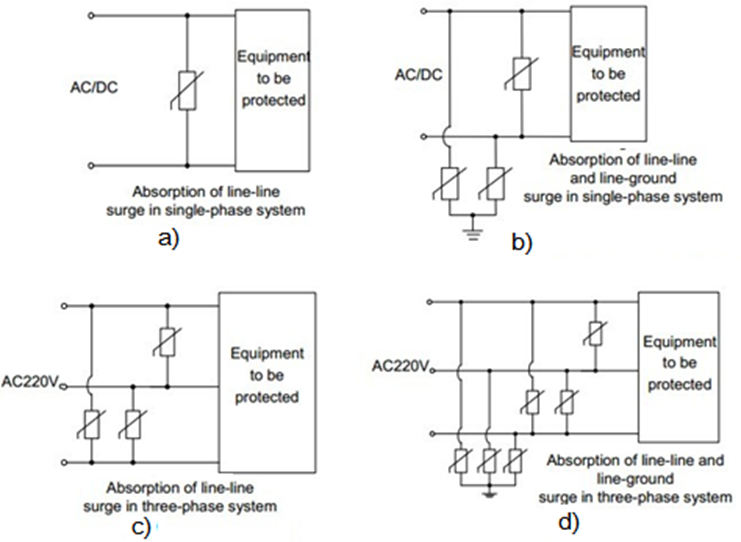 AC/DC
Equipment
to be
protected
Absorption of line-line
surge in single-phase system
a)
AC/DC
Equipment
to be
protected
Absorption of line-line
and line-ground
surge in single-phase system
b)
AC220V
Equipment
to be
protected
Absorption of line-line
surge in three-phase system
c)
AC220V
Equipment
to be
protected
Absorption of line-line and
line-ground
surge in three-phase system
d)